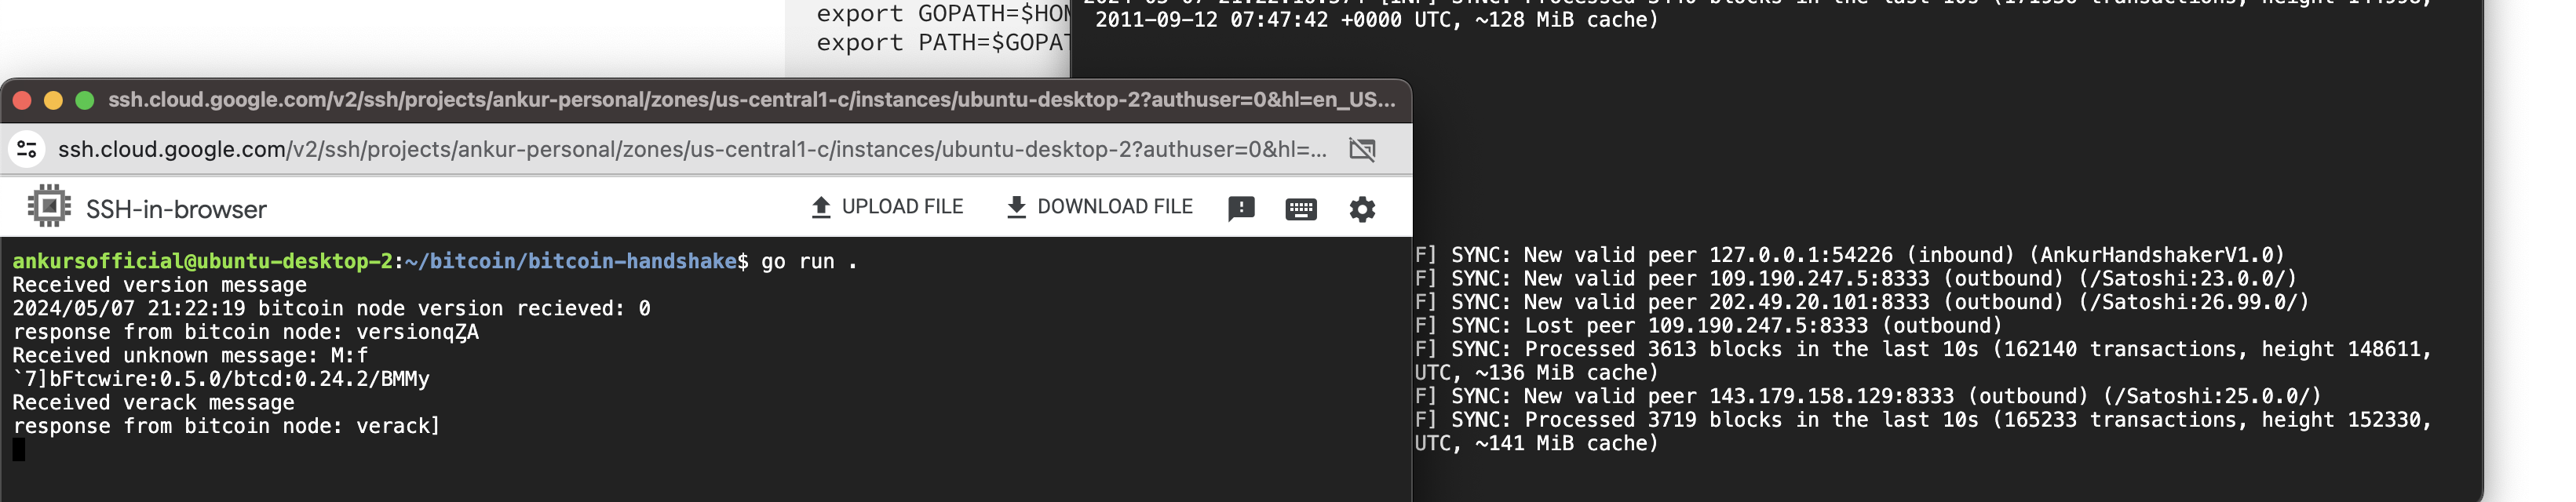 export GOPATH=$HOM
export PATH=$GOPAT
2011-09-12 07:47:42 +0000 UTC, ~128 MiB cache)
ssh.cloud.google.com/v2/ssh/projects/ankur-personal/zones/us-central1-c/instances/ubuntu-desktop-2?authuser=0&hl=en_US...
ssh.cloud.google.com/v2/ssh/projects/ankur-personal/zones/us-central1-c/instances/ubuntu-desktop-2?authuser=0&hl=...
SSH-in-browser
UPLOAD FILE
DOWNLOAD FILE
ankursofficial@ubuntu-desktop-2:~/bitcoin/bitcoin-handshake$ go run .
Received version message
2024/05/07 21:22:19 bitcoin node version recieved: 0
response from bitcoin node: versionqȤA
Received unknown message: M:f
`7]bFtcwire:0.5.0/btcd:0.24.2/BMMy
Received verack message
response from bitcoin node: verack]
F] SYNC: New valid peer 127.0.0.1:54226 (inbound) (AnkurHandshakerV1.0)
F] SYNC: New valid peer 109.190.247.5:8333 (outbound) (/Satoshi:23.0.0/)
F] SYNC: New valid peer 202.49.20.101:8333 (outbound) (/Satoshi:26.99.0/)
F] SYNC: Lost peer 109.190.247.5:8333 (outbound)
F] SYNC: Processed 3613 blocks in the last 10s (162140 transactions, height 148611,
UTC, ~136 MiB cache)
F] SYNC: New valid peer 143.179.158.129:8333 (outbound) (/Satoshi:25.0.0/)
F] SYNC: Processed 3719 blocks in the last 10s (165233 transactions, height 152330,
UTC, ~141 MiB cache)